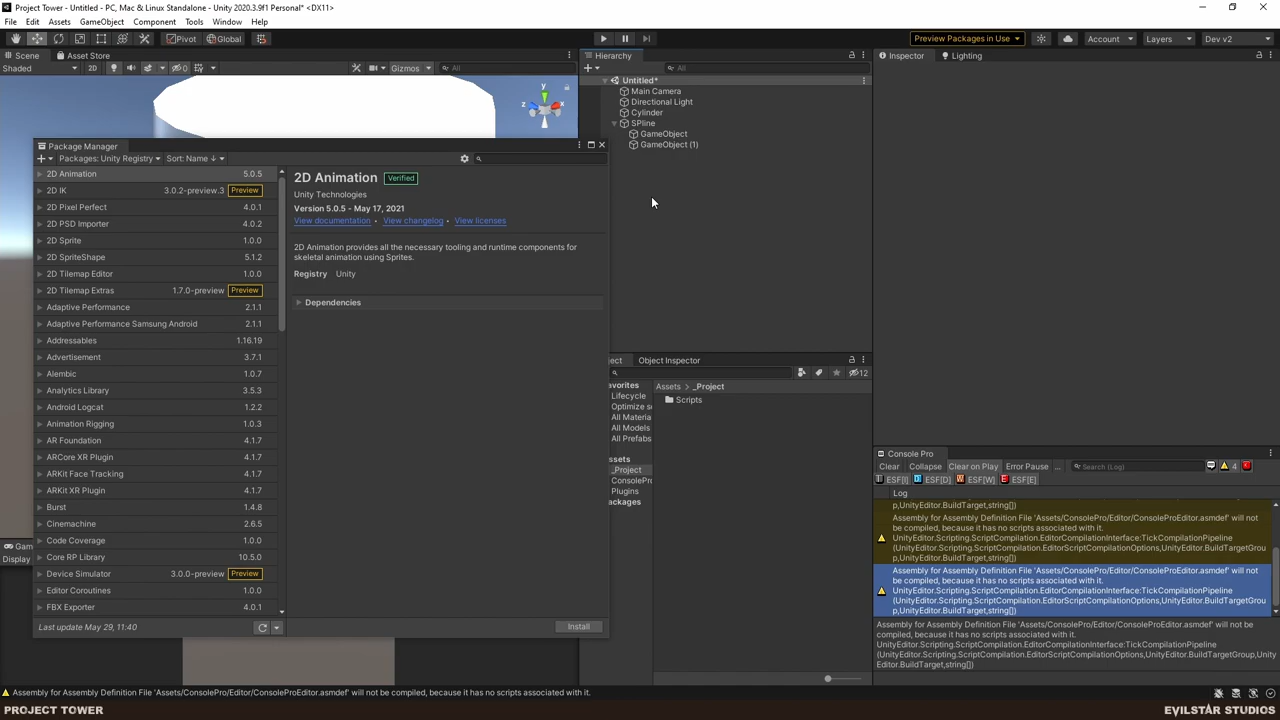 Project Tower - Untitled - PC, Mac & Linux Standalone - Unity 2020.3.9f1 Personal* <DX11>
File Edit Assets GameObject Component Tools Window Help
Pivot Global
Preview Packages in Use
Account
Layers
Dev v2
Scene Asset Store
Hierarchy
Inspector Lighting
Shaded 2D 0 Gizmos All
All
Untitled*
Main Camera
Directional Light
Cylinder
SPline
GameObject
GameObject (1)
Package Manager
Packages: Unity Registry Sort: Name ↓
2D Animation 5.0.5
2D IK 3.0.2-preview.3 Preview
2D Pixel Perfect 4.0.1
2D PSD Importer 4.0.2
2D Sprite 1.0.0
2D SpriteShape 5.1.2
2D Tilemap Editor 1.0.0
2D Tilemap Extras 1.7.0-preview Preview
Adaptive Performance 2.1.1
Adaptive Performance Samsung Android 2.1.1
Addressables 1.16.19
Advertisement 3.7.1
Alembic 1.0.7
Analytics Library 3.5.3
Android Logcat 1.2.2
Animation Rigging 1.0.3
AR Foundation 4.1.7
ARCore XR Plugin 4.1.7
ARKit Face Tracking 4.1.7
ARKit XR Plugin 4.1.7
Burst 1.4.8
Cinemachine 2.6.5
Code Coverage 1.0.0
Core RP Library 10.5.0
Device Simulator 3.0.0-preview Preview
Editor Coroutines 1.0.0
FBX Exporter 4.0.1
Last update May 29, 11:40
2D Animation Verified
Unity Technologies
Version 5.0.5 - May 17, 2021
View documentation • View changelog • View licenses
2D Animation provides all the necessary tooling and runtime components for
skeletal animation using Sprites.
Registry Unity
Dependencies
Install
Gam
Display
ject Object Inspector
12
avorites
Lifecycle
Optimize s
All Materia
All Models
All Prefabs
ssets
_Project
ConsolePro
Plugins
ackages
Assets > _Project
Scripts
Console Pro
Clear Collapse Clear on Play Error Pause ... Search (Log) 4
ESF[I] ESF[D] ESF[W] ESF[E]
Log
p,UnityEditor.BuildTarget,string[])
Assembly for Assembly Definition File 'Assets/ConsolePro/Editor/ConsoleProEditor.asmdef' will not
be compiled, because it has no scripts associated with it.
UnityEditor.Scripting.ScriptCompilation.EditorCompilationInterface:TickCompilationPipeline
(UnityEditor.Scripting.ScriptCompilation.EditorScriptCompilationOptions,UnityEditor.BuildTargetGrou
p,UnityEditor.BuildTarget,string[])
Assembly for Assembly Definition File 'Assets/ConsolePro/Editor/ConsoleProEditor.asmdef' will not
be compiled, because it has no scripts associated with it.
UnityEditor.Scripting.ScriptCompilation.EditorCompilationInterface:TickCompilationPipeline
(UnityEditor.Scripting.ScriptCompilation.EditorScriptCompilationOptions,UnityEditor.BuildTargetGrou
p,UnityEditor.BuildTarget,string[])
Assembly for Assembly Definition File 'Assets/ConsolePro/Editor/ConsoleProEditor.asmdef' will not be
compiled, because it has no scripts associated with it.
UnityEditor.Scripting.ScriptCompilation.EditorCompilationInterface:TickCompilationPipeline
(UnityEditor.Scripting.ScriptCompilation.EditorScriptCompilationOptions,UnityEditor.BuildTargetGroup,Unity
Editor.BuildTarget,string[])
Assembly for Assembly Definition File 'Assets/ConsolePro/Editor/ConsoleProEditor.asmdef' will not be compiled, because it has no scripts associated with it.
PROJECT TOWER
EVILSTAR STUDIOS